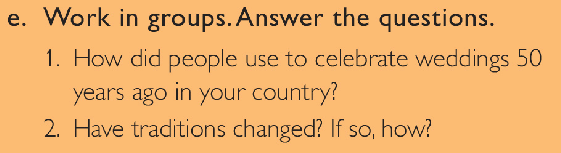 e. Work in groups. Answer the questions.
1. How did people use to celebrate weddings 50
years ago in your country?
2. Have traditions changed? If so, how?